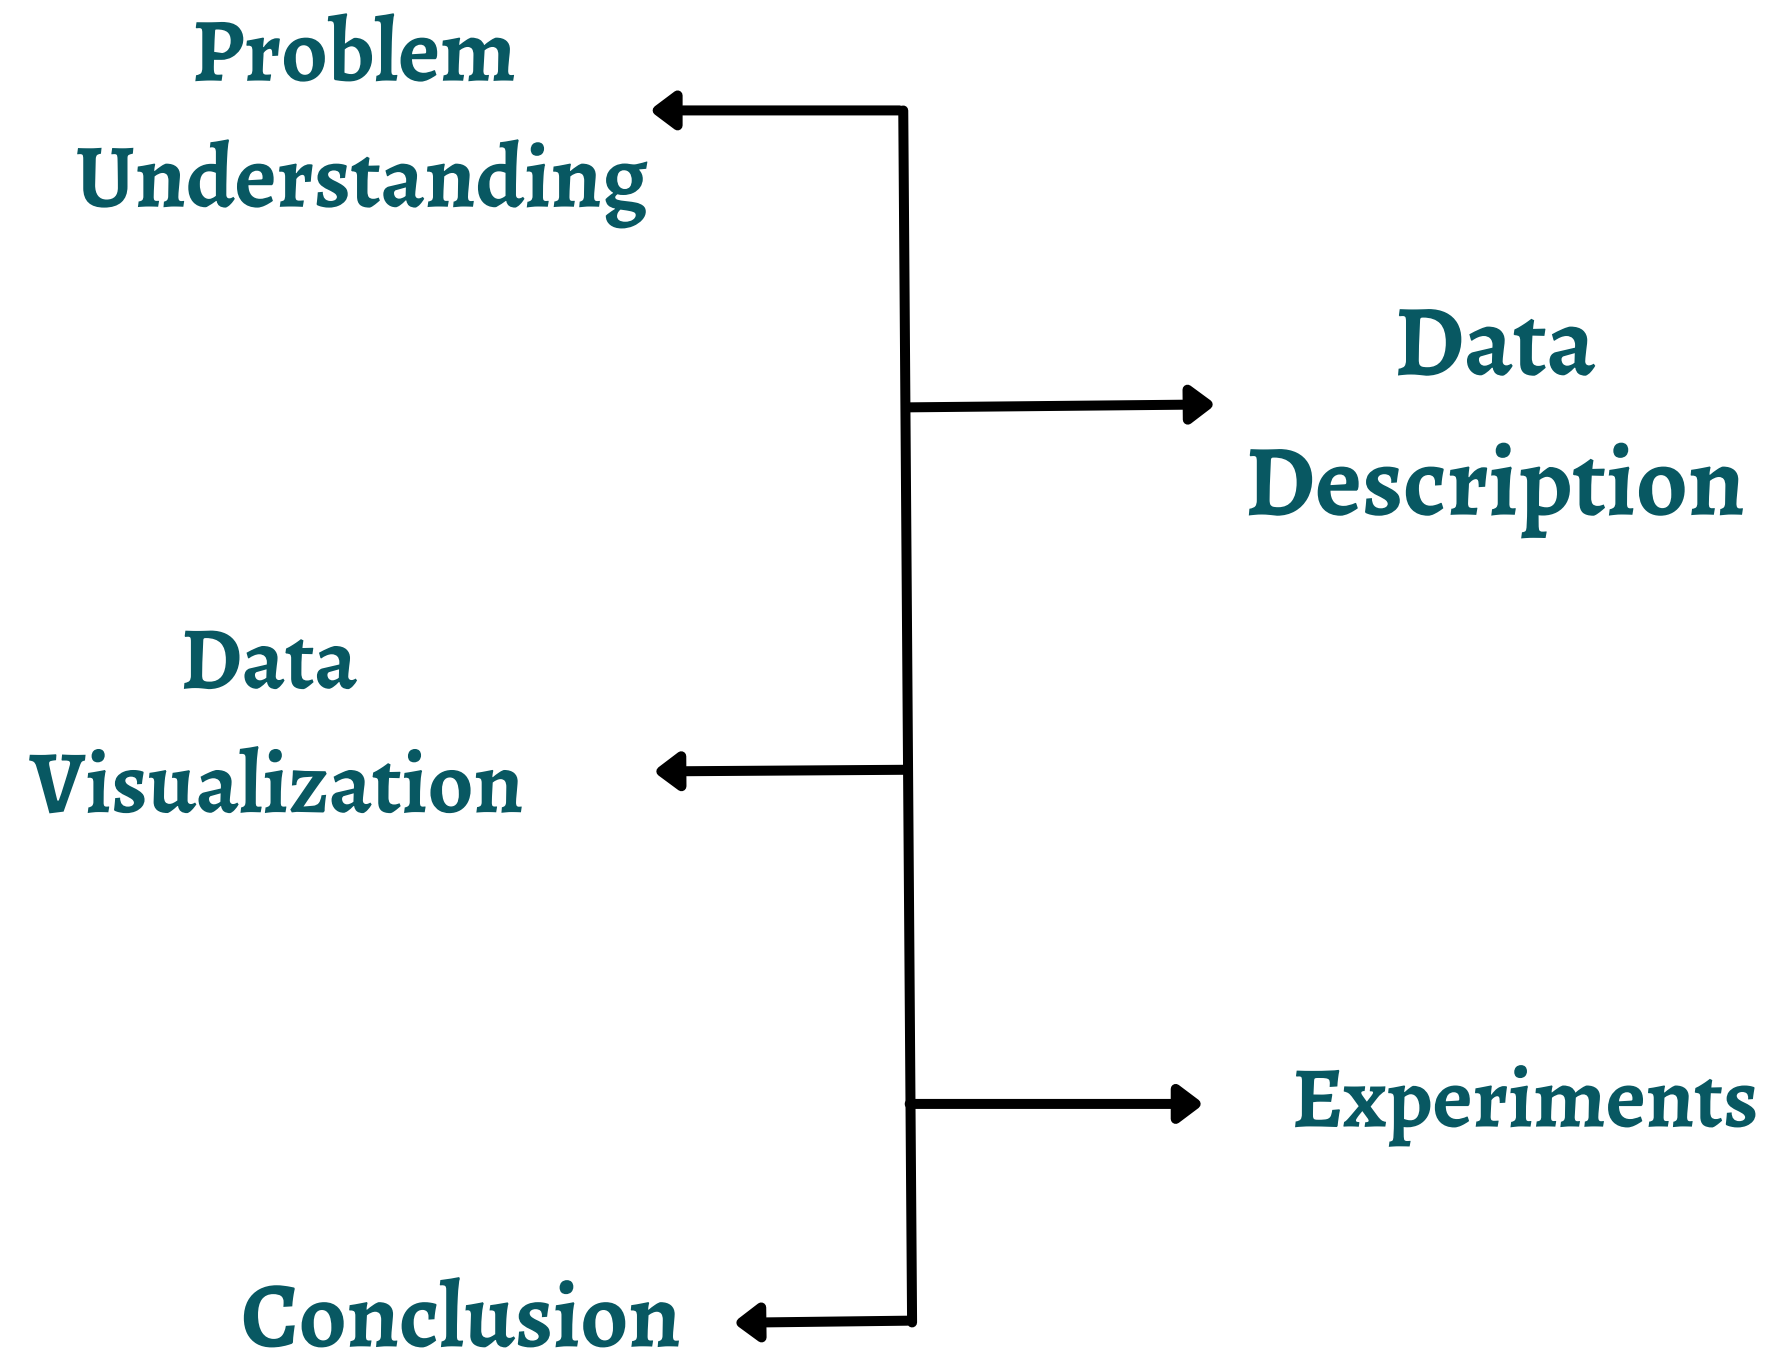 Problem
Understanding
Data
Description
Data
Visualization
Experiments
Conclusion